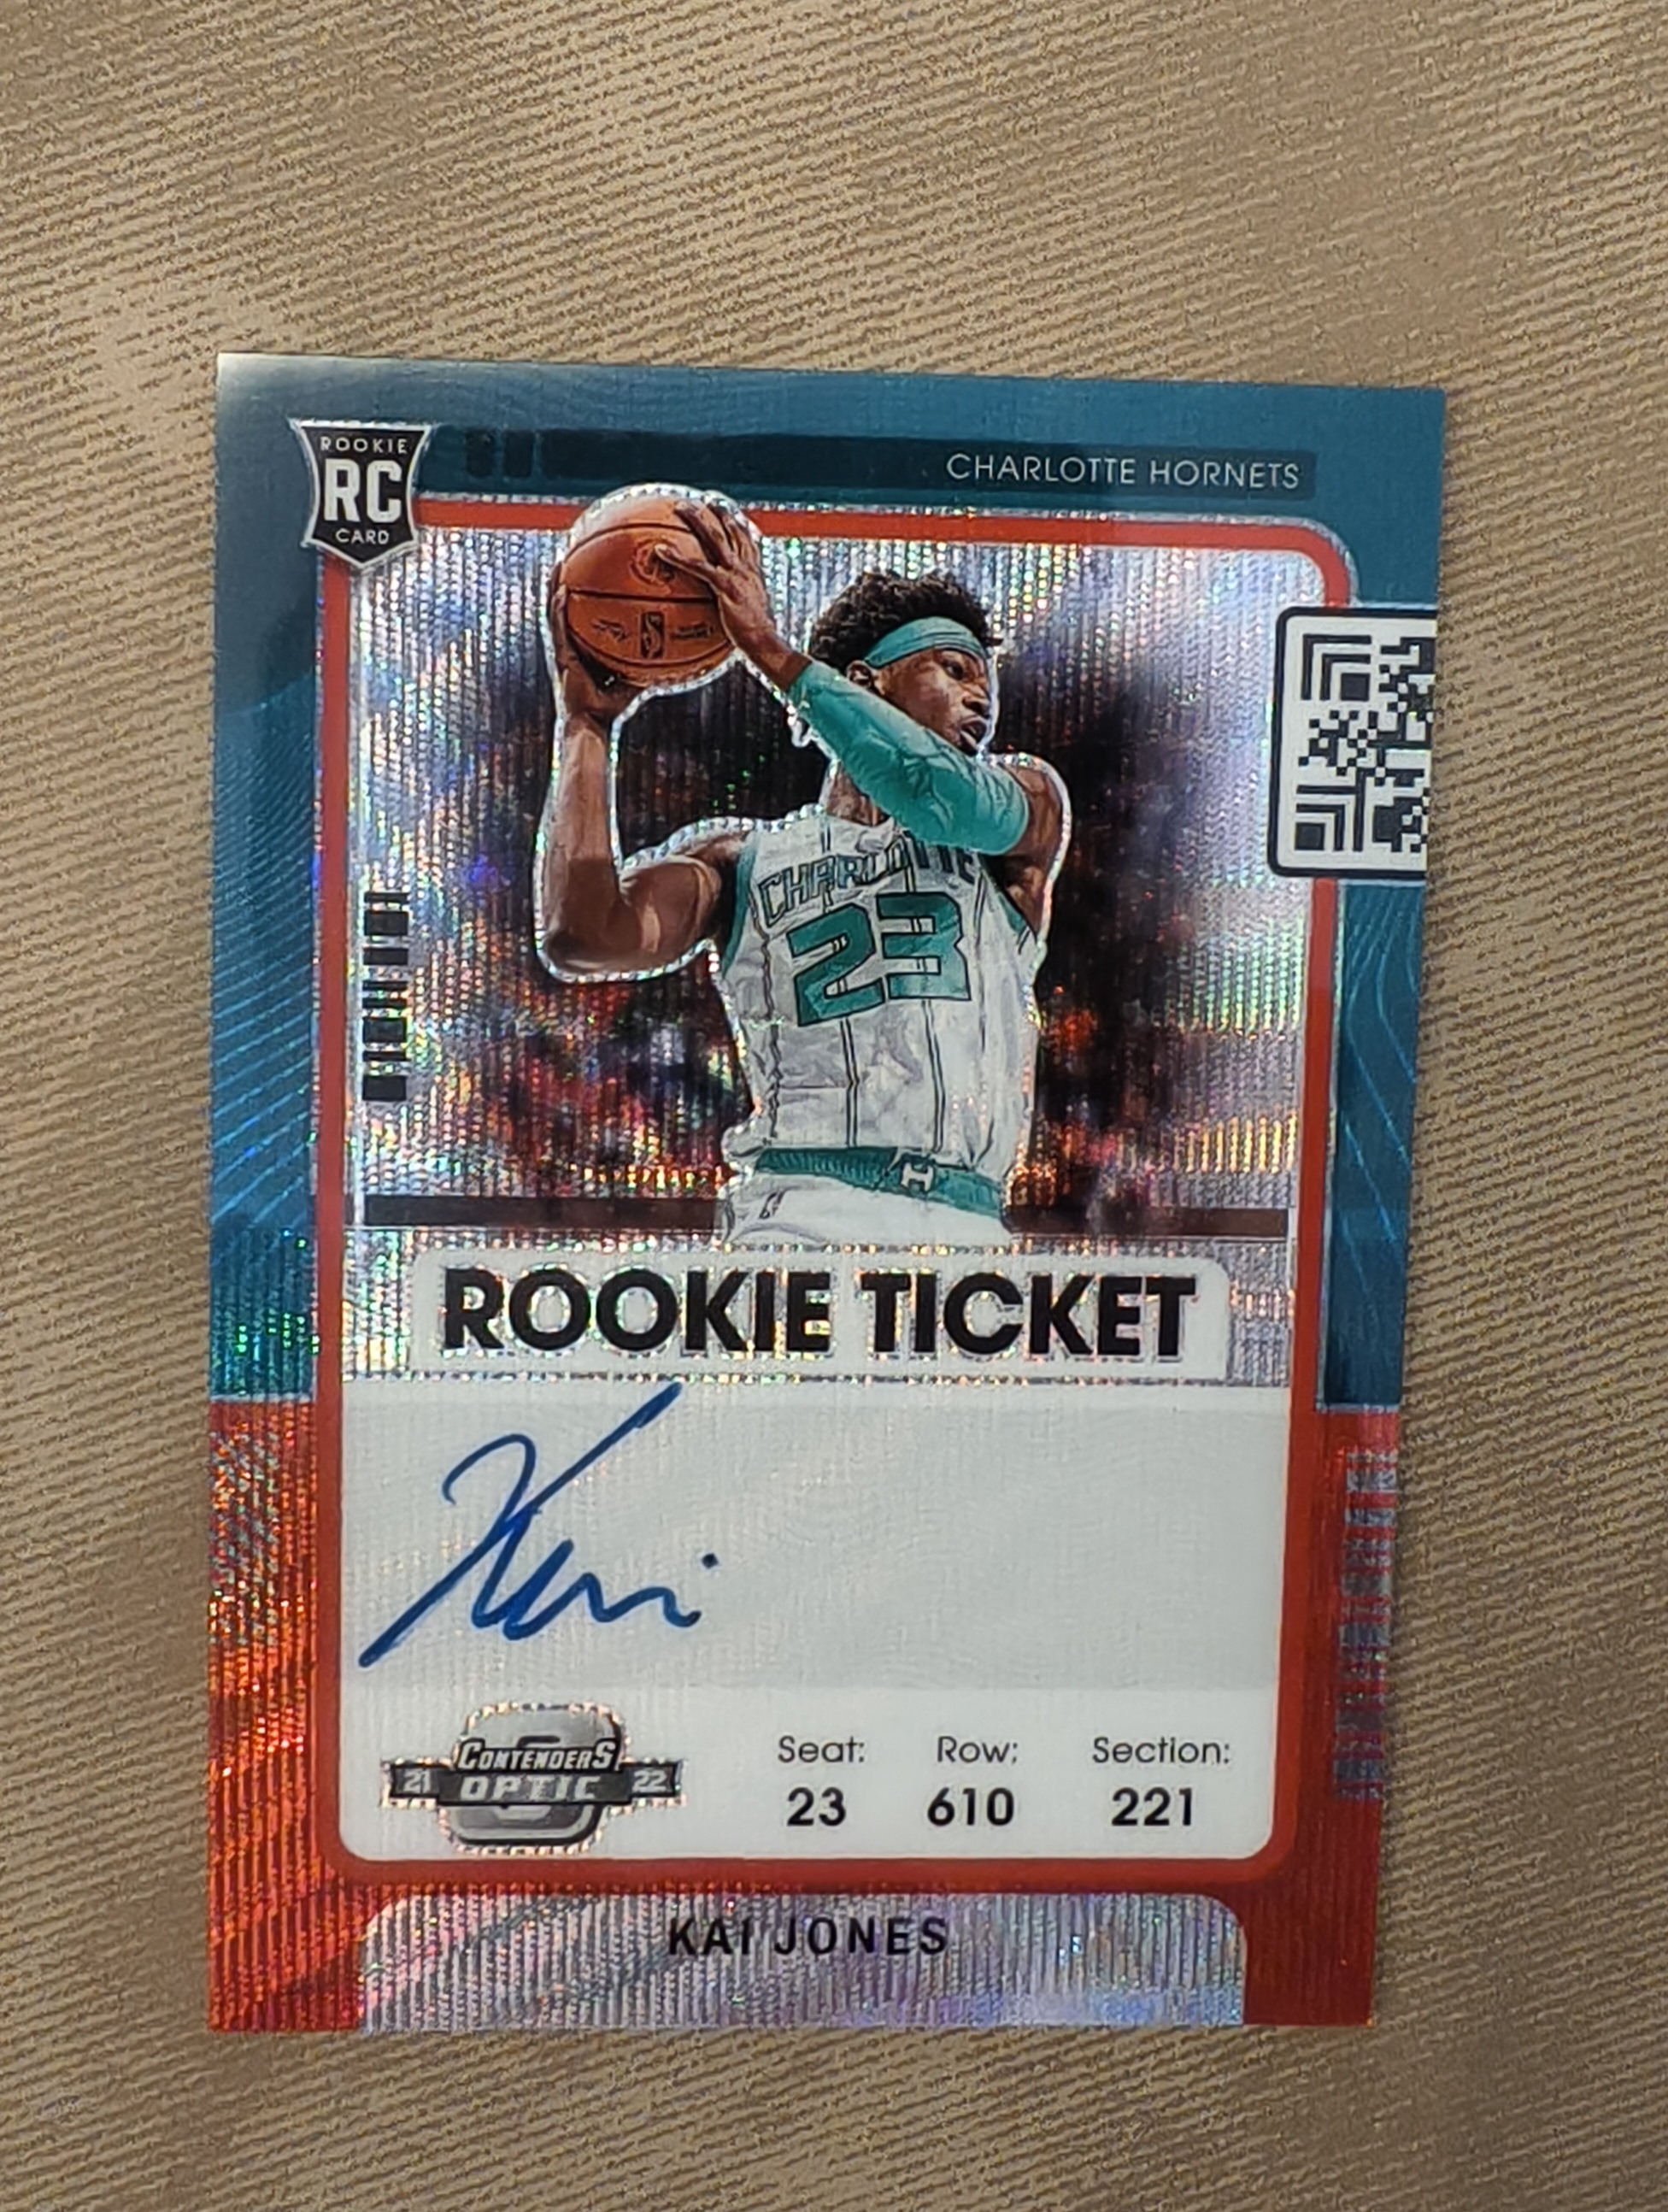 ROOKIE
RC
CARD
CHARLOTTE HORNETS
CHARLOTTE
23
ROOKIE TICKET
CONTENDERS
21 OPTIC 22
Seat: Row: Section:
23 610 221
KAI JONES